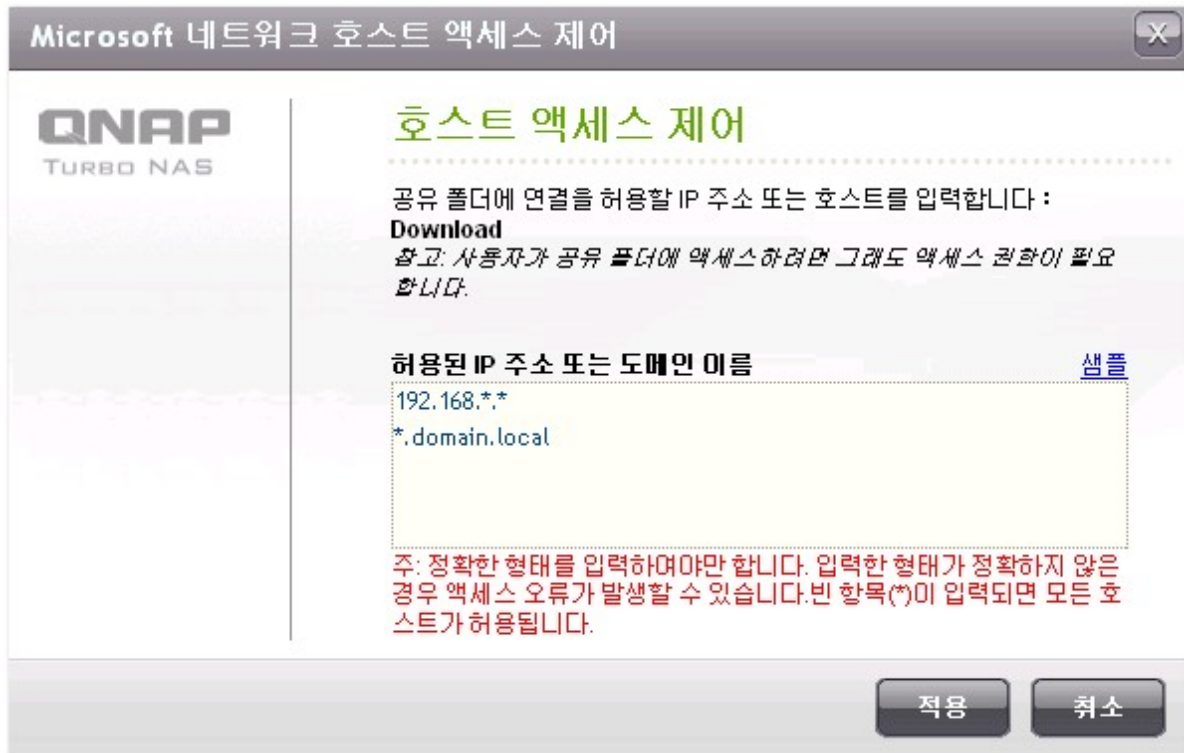 Microsoft 네트워크 호스트 액세스 제어
QNAP
TURBO NAS
호스트 액세스 제어
공유 폴더에 연결을 허용할 IP 주소 또는 호스트를 입력합니다 :
Download
참고: 사용자가 공유 폴더에 액세스하려면 그래도 액세스 권한이 필요
합니다.
허용된 IP 주소 또는 도메인 이름 샘플
192.168.*.*
*.domain.local
주: 정확한 형태를 입력하여야만 합니다. 입력한 형태가 정확하지 않은
경우 액세스 오류가 발생할 수 있습니다.빈 항목(*)이 입력되면 모든 호
스트가 허용됩니다.
적용 취소